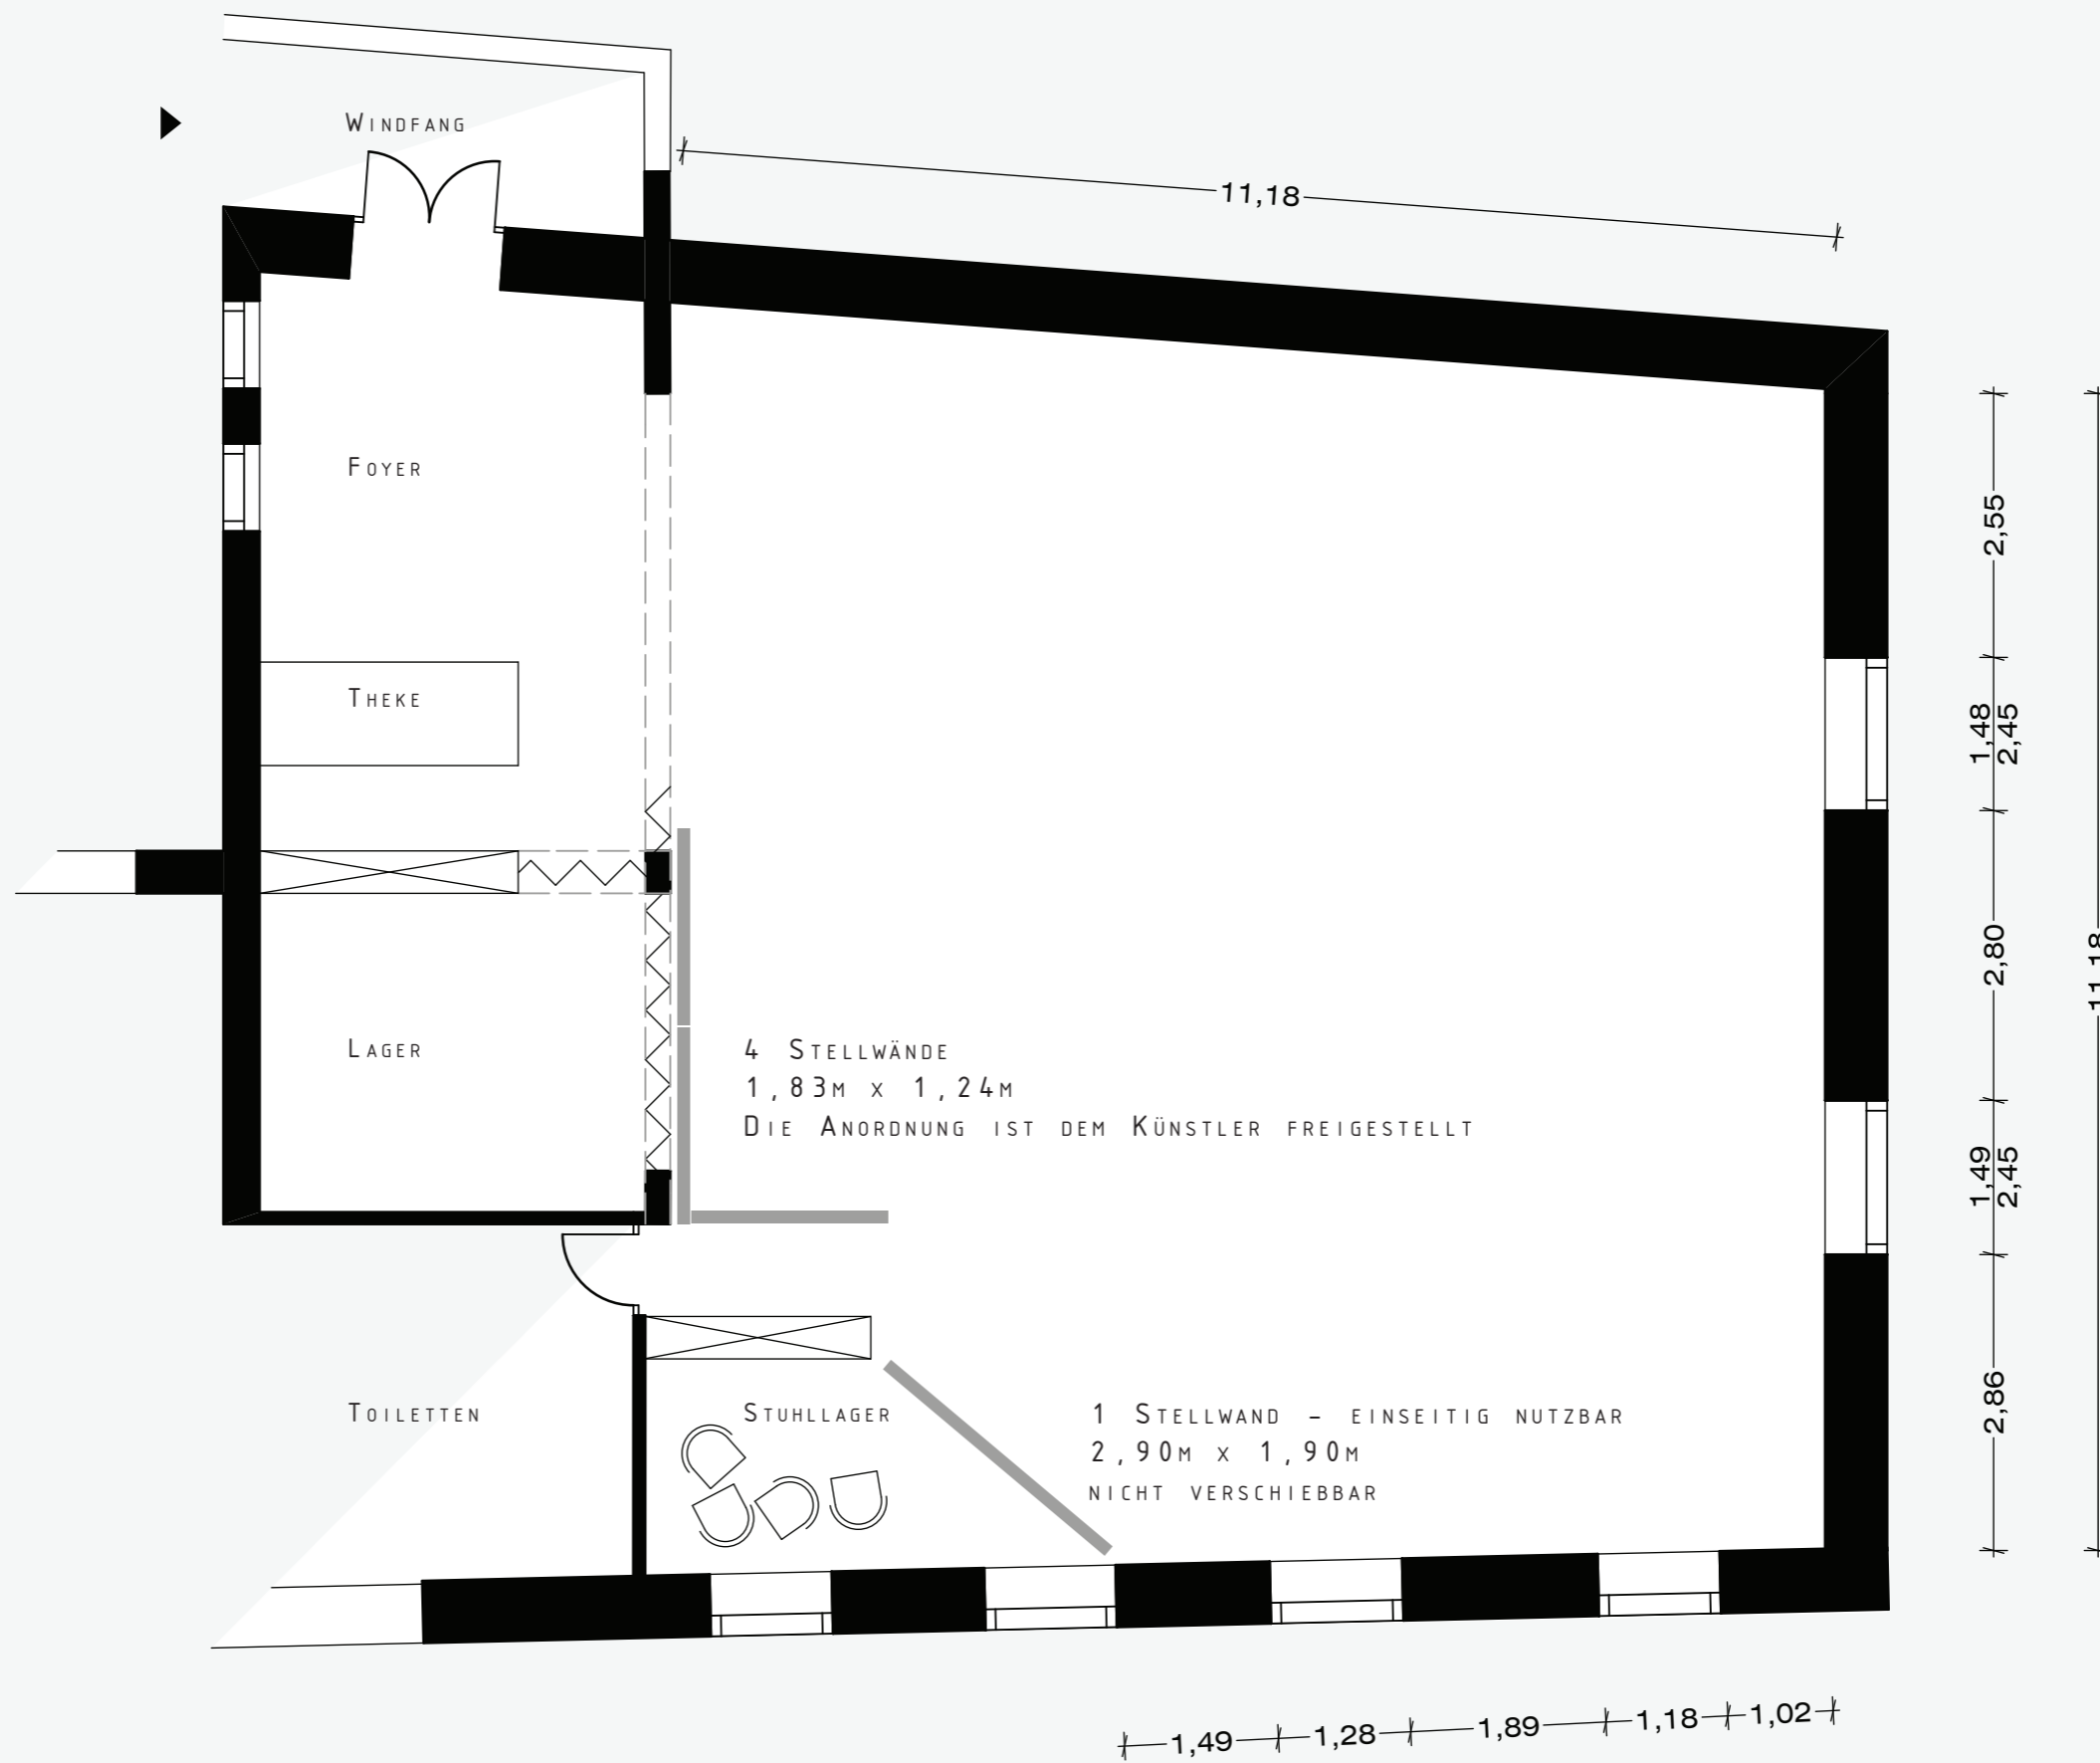 Windfang
11,18
Foyer
2,55
Theke
1,48
2,45
2,80
11,18
Lager
4 Stellwände
1,83m x 1,24m
Die Anordnung ist dem Künstler freigestellt
1,49
2,45
2,86
Toiletten
Stuhllager
1 Stellwand – einseitig nutzbar
2,90m x 1,90m
nicht verschiebbar
1,49
1,28
1,89
1,18
1,02